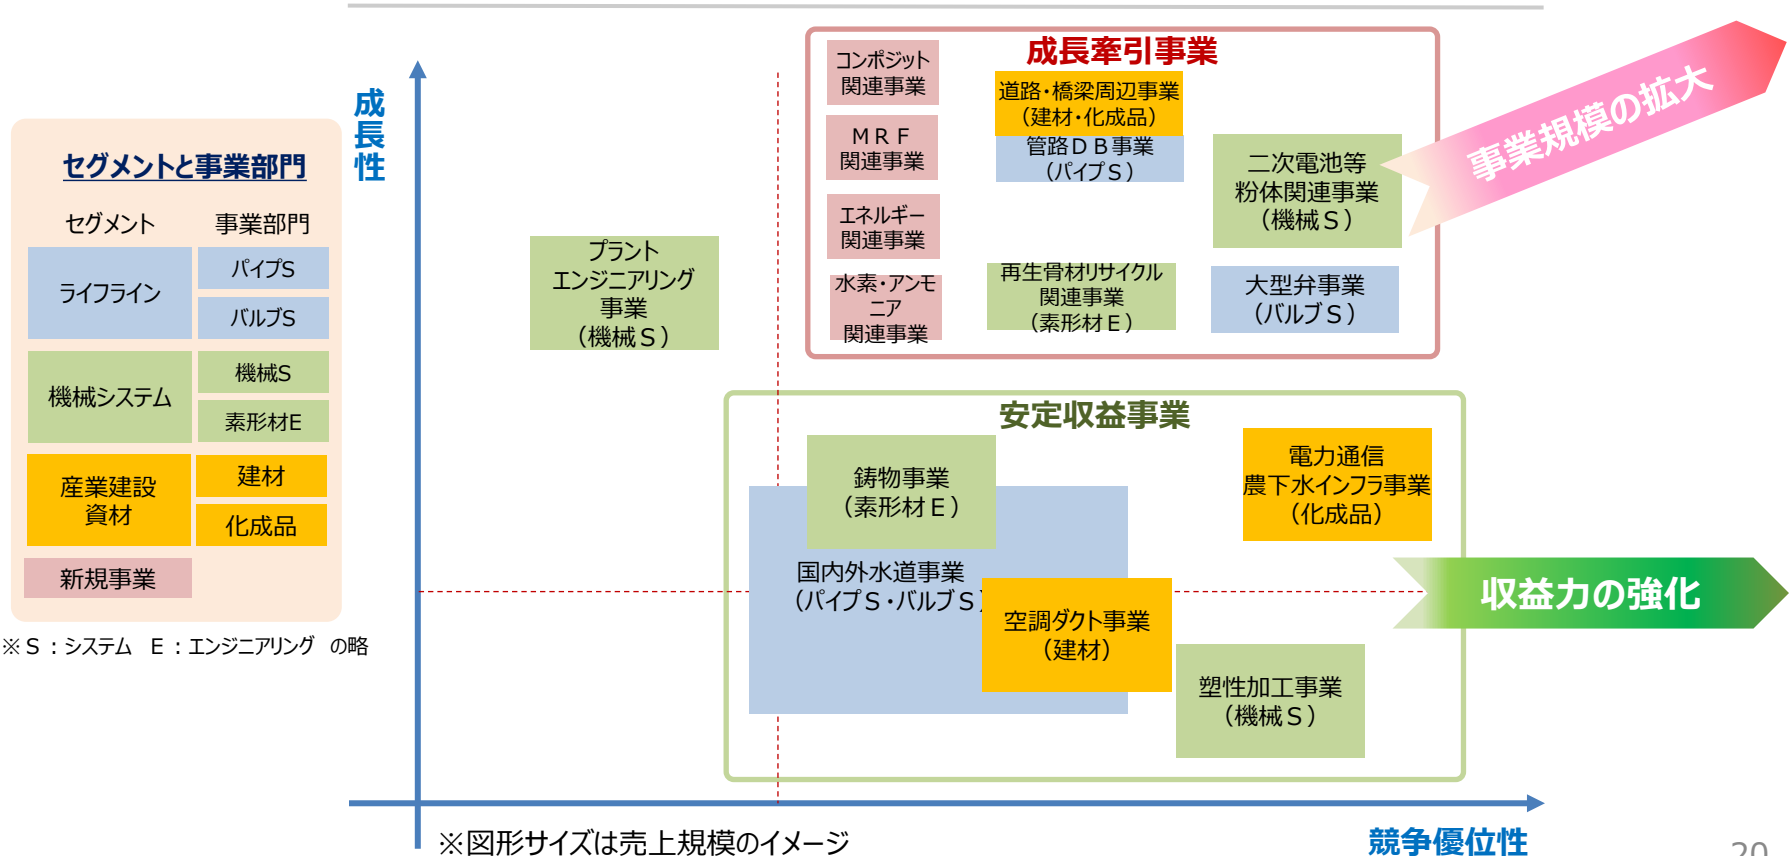 セグメントと事業部門
セグメント 事業部門
ライフライン
パイプS
バルブS
機械システム
機械S
素形材E
産業建設
資材
建材
化成品
新規事業
※S：システム E：エンジニアリング の略
成長性
成長牽引事業
コンポジット
関連事業
MRF
関連事業
エネルギー
関連事業
水素・アンモ
ニア
関連事業
道路・橋梁周辺事業
（建材・化成品）
管路DB事業
（パイプS）
再生骨材リサイクル
関連事業
（素形材E）
二次電池等
粉体関連事業
（機械S）
大型弁事業
（バルブS）
プラント
エンジニアリング
事業
（機械S）
事業規模の拡大
安定収益事業
鋳物事業
（素形材E）
国内外水道事業
（パイプS・バルブS）
空調ダクト事業
（建材）
電力通信
農下水インフラ事業
（化成品）
塑性加工事業
（機械S）
収益力の強化
※図形サイズは売上規模のイメージ
競争優位性
20